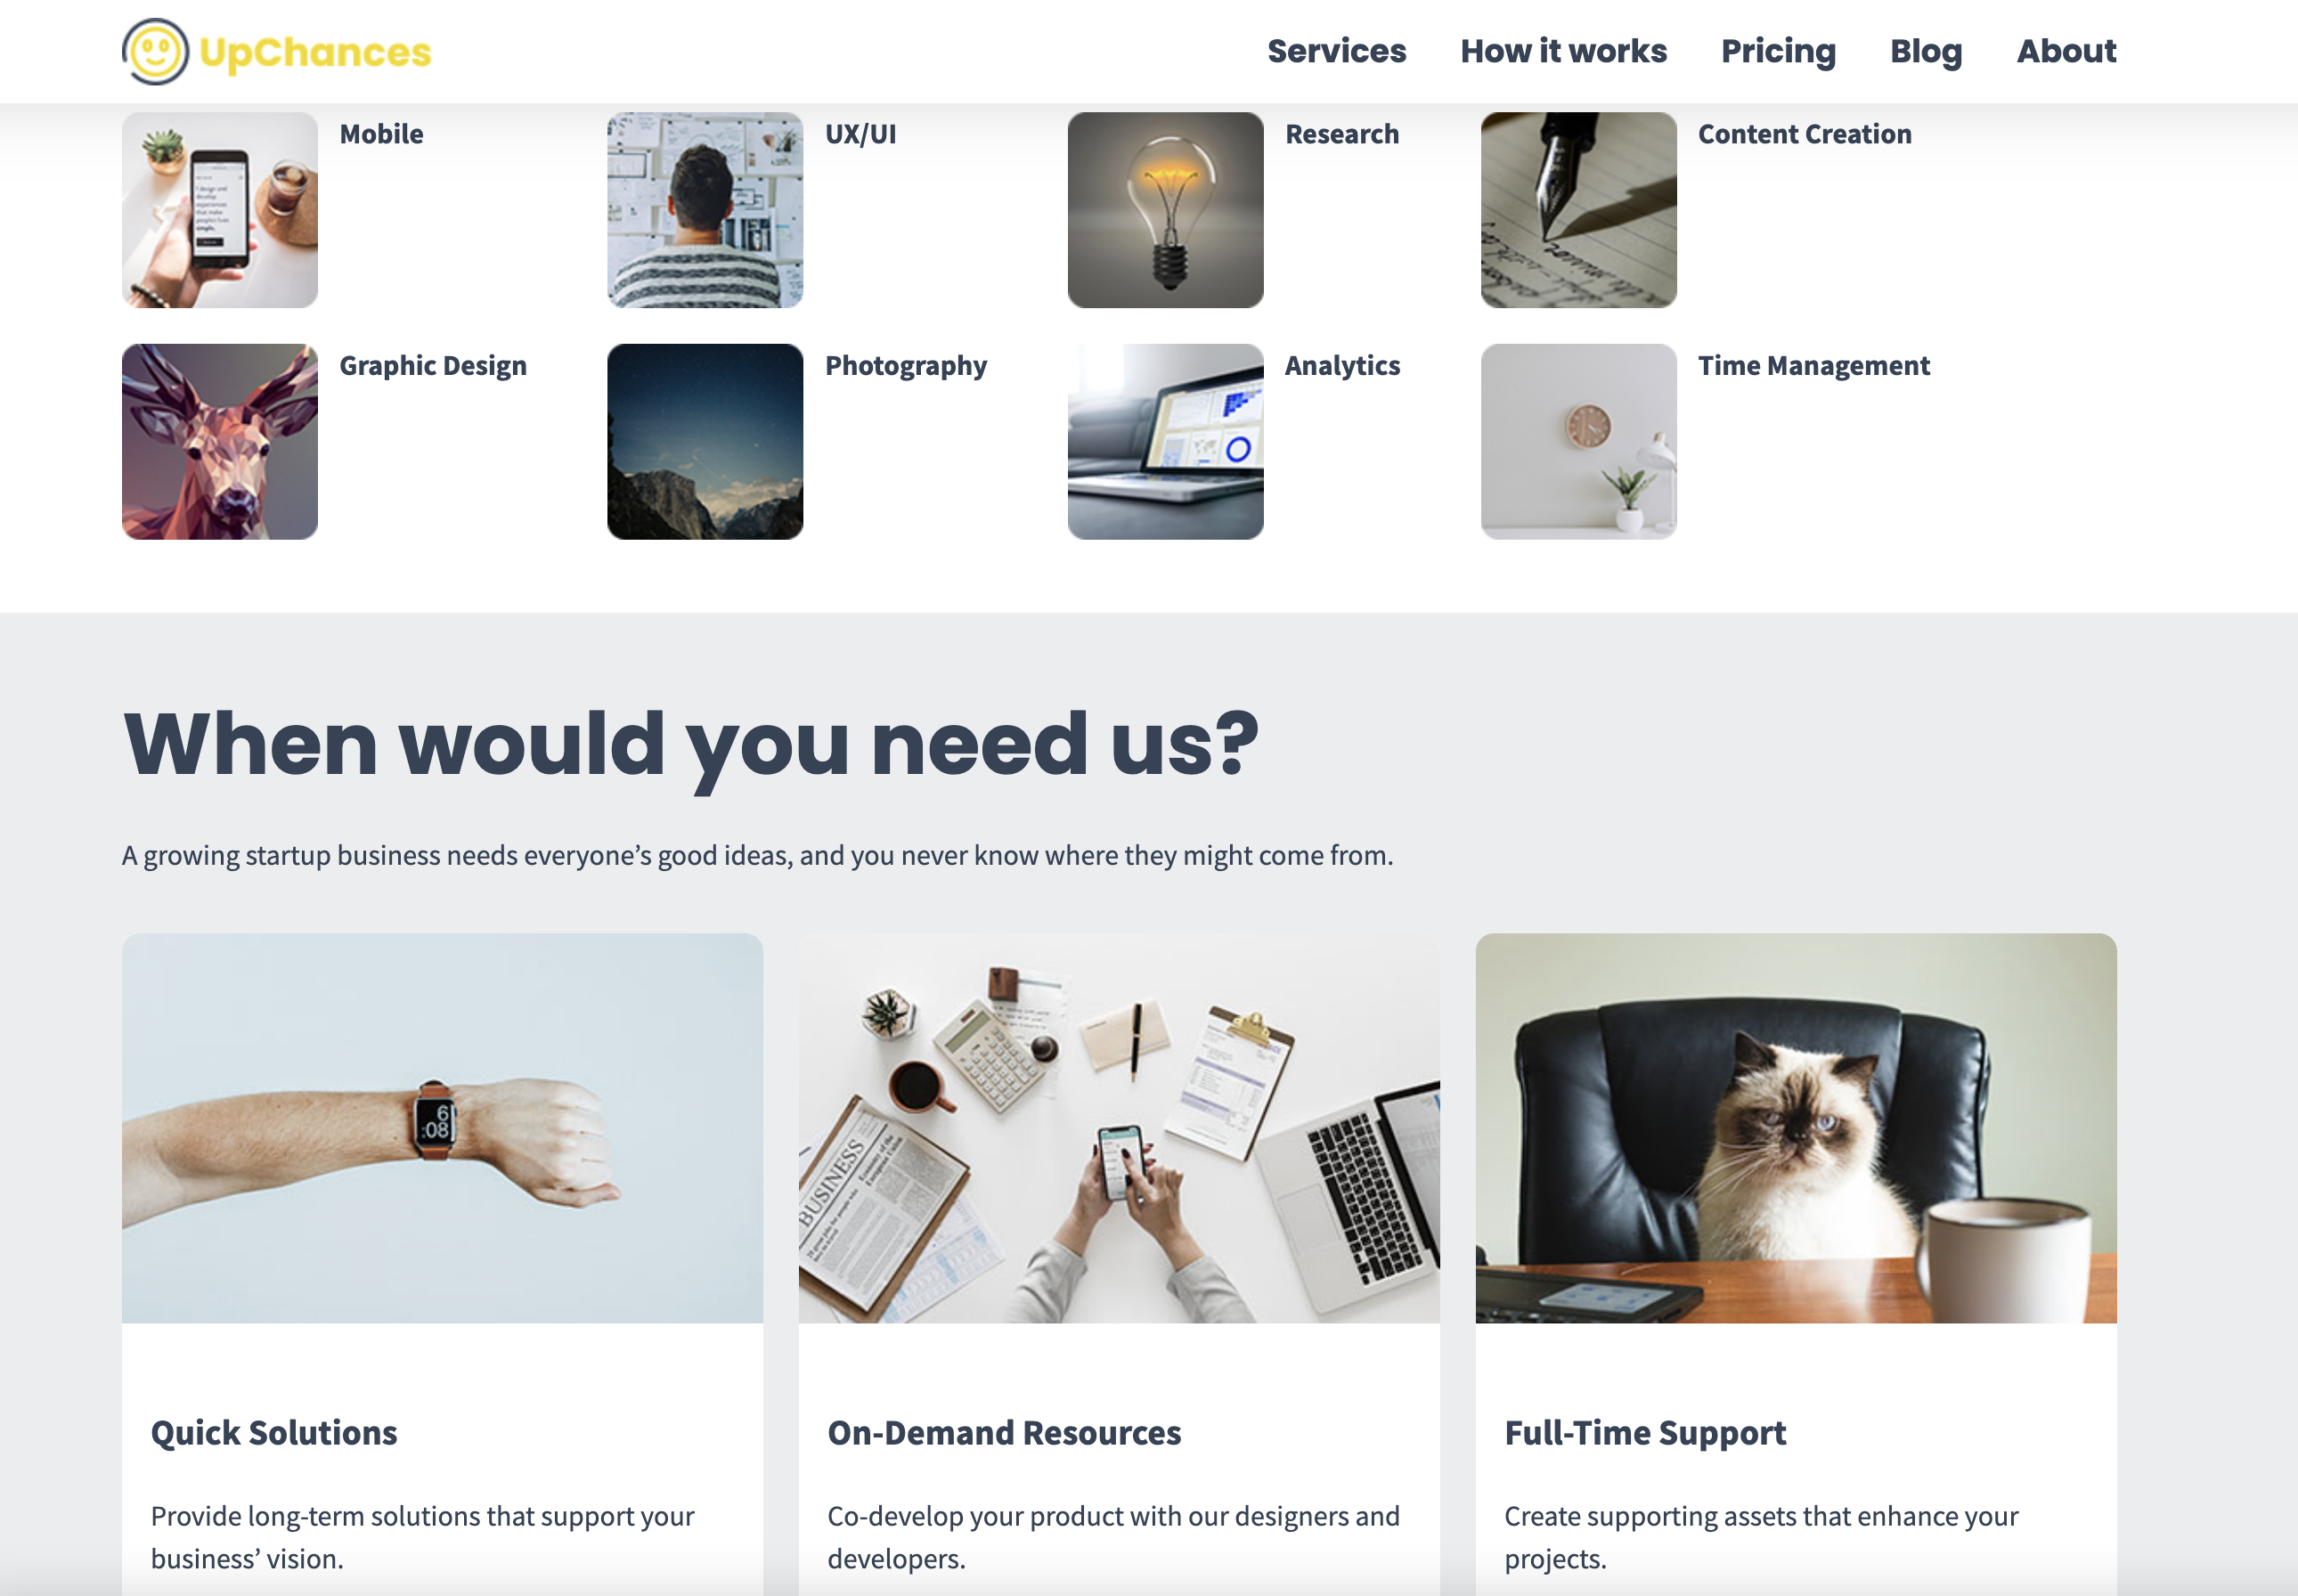 UpChances
Services
How it works
Pricing
Blog
About
Mobile
UX/UI
Research
Content Creation
Graphic Design
Photography
Analytics
Time Management
When would you need us?
A growing startup business needs everyone’s good ideas, and you never know where they might come from.
6
:08
BUSINESS
Quick Solutions
Provide long-term solutions that support your
business’ vision.
On-Demand Resources
Co-develop your product with our designers and
developers.
Full-Time Support
Create supporting assets that enhance your
projects.